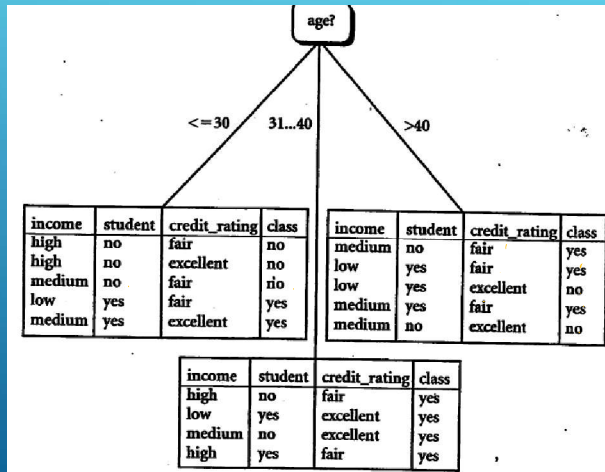 age?
<=30
31...40
>40
income student credit_rating class
high no fair no
high no excellent no
medium no fair no
low yes fair yes
medium yes excellent yes
income student credit_rating class
medium no fair yes
low yes fair yes
low yes excellent no
medium yes fair yes
medium no excellent no
income student credit_rating class
high no fair yes
low yes excellent yes
medium no excellent yes
high yes fair yes